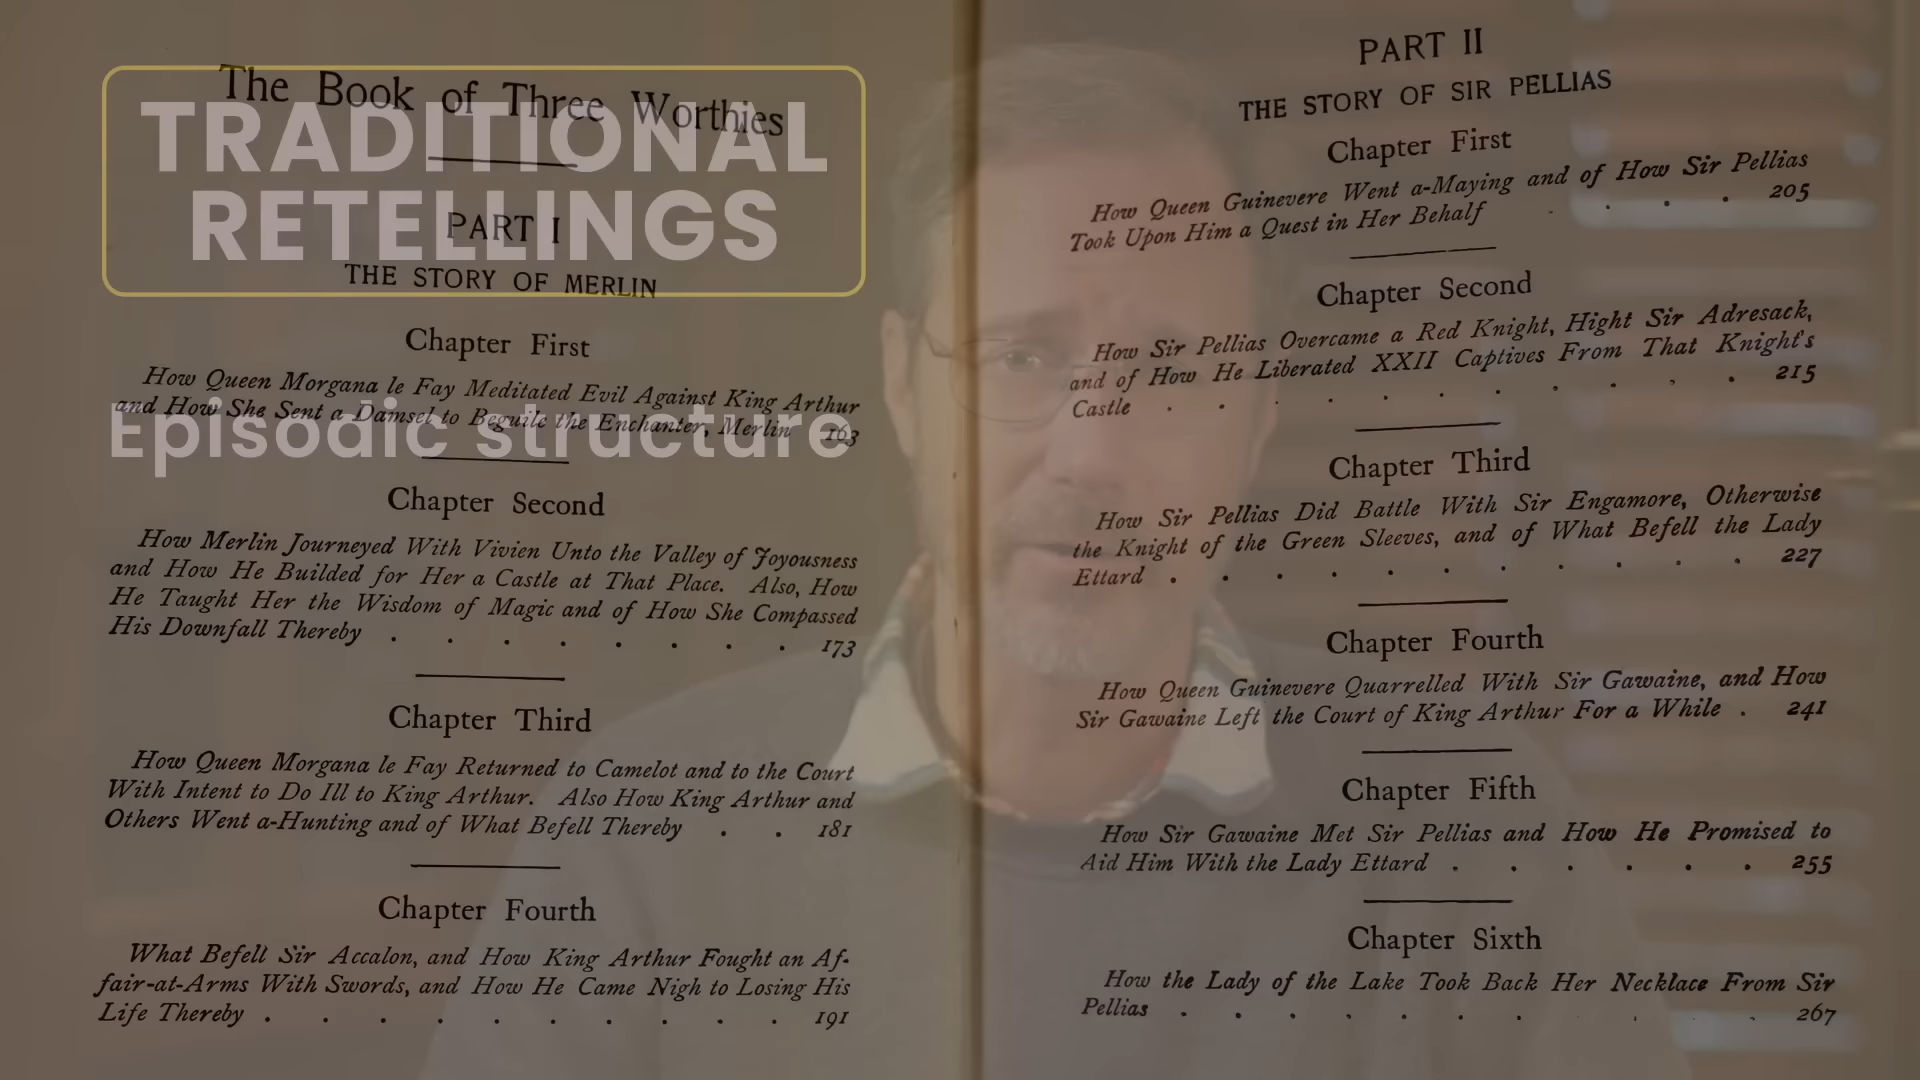 The Book of Three Worthies
TRADITIONAL
RETELLINGS
PART I
THE STORY OF MERLIN
Chapter First
How Queen Morgana le Fay Meditated Evil Against King Arthur
and How She Sent a Damsel to Beguile the Enchanter, Merlin 163
Episodic structure
Chapter Second
How Merlin Journeyed With Vivien Unto the Valley of Joyousness
and How He Builded for Her a Castle at That Place. Also, How
He Taught Her the Wisdom of Magic and of How She Compassed
His Downfall Thereby . . . . . . . . 173
Chapter Third
How Queen Morgana le Fay Returned to Camelot and to the Court
With Intent to Do Ill to King Arthur. Also How King Arthur and
Others Went a-Hunting and of What Befell Thereby . . 181
Chapter Fourth
What Befell Sir Accalon, and How King Arthur Fought an Af-
fair-at-Arms With Swords, and How He Came Nigh to Losing His
Life Thereby . . . . . . . . . . 191
PART II
THE STORY OF SIR PELLIAS
Chapter First
How Queen Guinevere Went a-Maying and of How Sir Pellias
Took Upon Him a Quest in Her Behalf . . . . 205
Chapter Second
How Sir Pellias Overcame a Red Knight, Hight Sir Adresack,
and of How He Liberated XXII Captives From That Knight's
Castle . . . . . . . . . . . 215
Chapter Third
How Sir Pellias Did Battle With Sir Engamore, Otherwise
the Knight of the Green Sleeves, and of What Befell the Lady
Ettard . . . . . . . . . . . 227
Chapter Fourth
How Queen Guinevere Quarrelled With Sir Gawaine, and How
Sir Gawaine Left the Court of King Arthur For a While . 241
Chapter Fifth
How Sir Gawaine Met Sir Pellias and How He Promised to
Aid Him With the Lady Ettard . . . . . . 255
Chapter Sixth
How the Lady of the Lake Took Back Her Necklace From Sir
Pellias . . . . . . . . . . 267